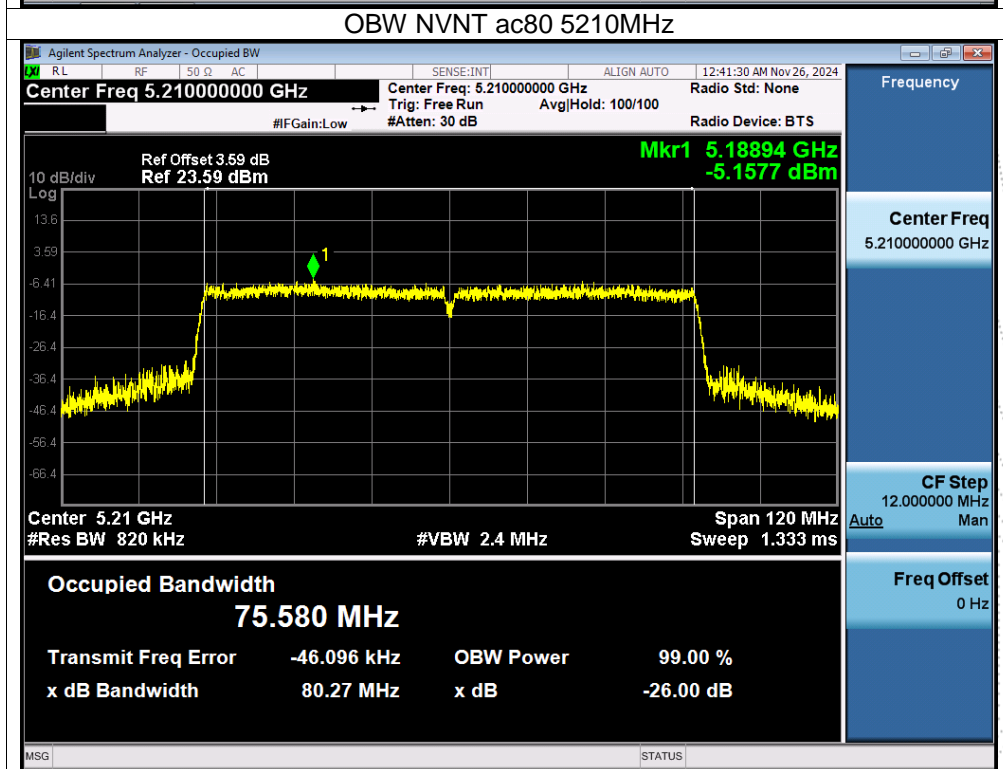 OBW NVNT ac80 5210MHz
Agilent Spectrum Analyzer - Occupied BW
LXI RL RF 50 Ω AC SENSE:INT ALIGN AUTO 12:41:30 AM Nov 26, 2024
Center Freq 5.210000000 GHz
Center Freq: 5.210000000 GHz Radio Std: None
Trig: Free Run Avg|Hold: 100/100
#IFGain:Low #Atten: 30 dB Radio Device: BTS
Frequency
Mkr1 5.18894 GHz
-5.1577 dBm
Ref Offset 3.59 dB
10 dB/div Ref 23.59 dBm
Log
13.6
3.59
-6.41
-16.4
-26.4
-36.4
-46.4
-56.4
-66.4
1
Center 5.21 GHz Span 120 MHz
#Res BW 820 kHz #VBW 2.4 MHz Sweep 1.333 ms
Center Freq
5.210000000 GHz
CF Step
12.000000 MHz
Auto Man
Freq Offset
0 Hz
Occupied Bandwidth
75.580 MHz
Transmit Freq Error -46.096 kHz OBW Power 99.00 %
x dB Bandwidth 80.27 MHz x dB -26.00 dB
MSG STATUS